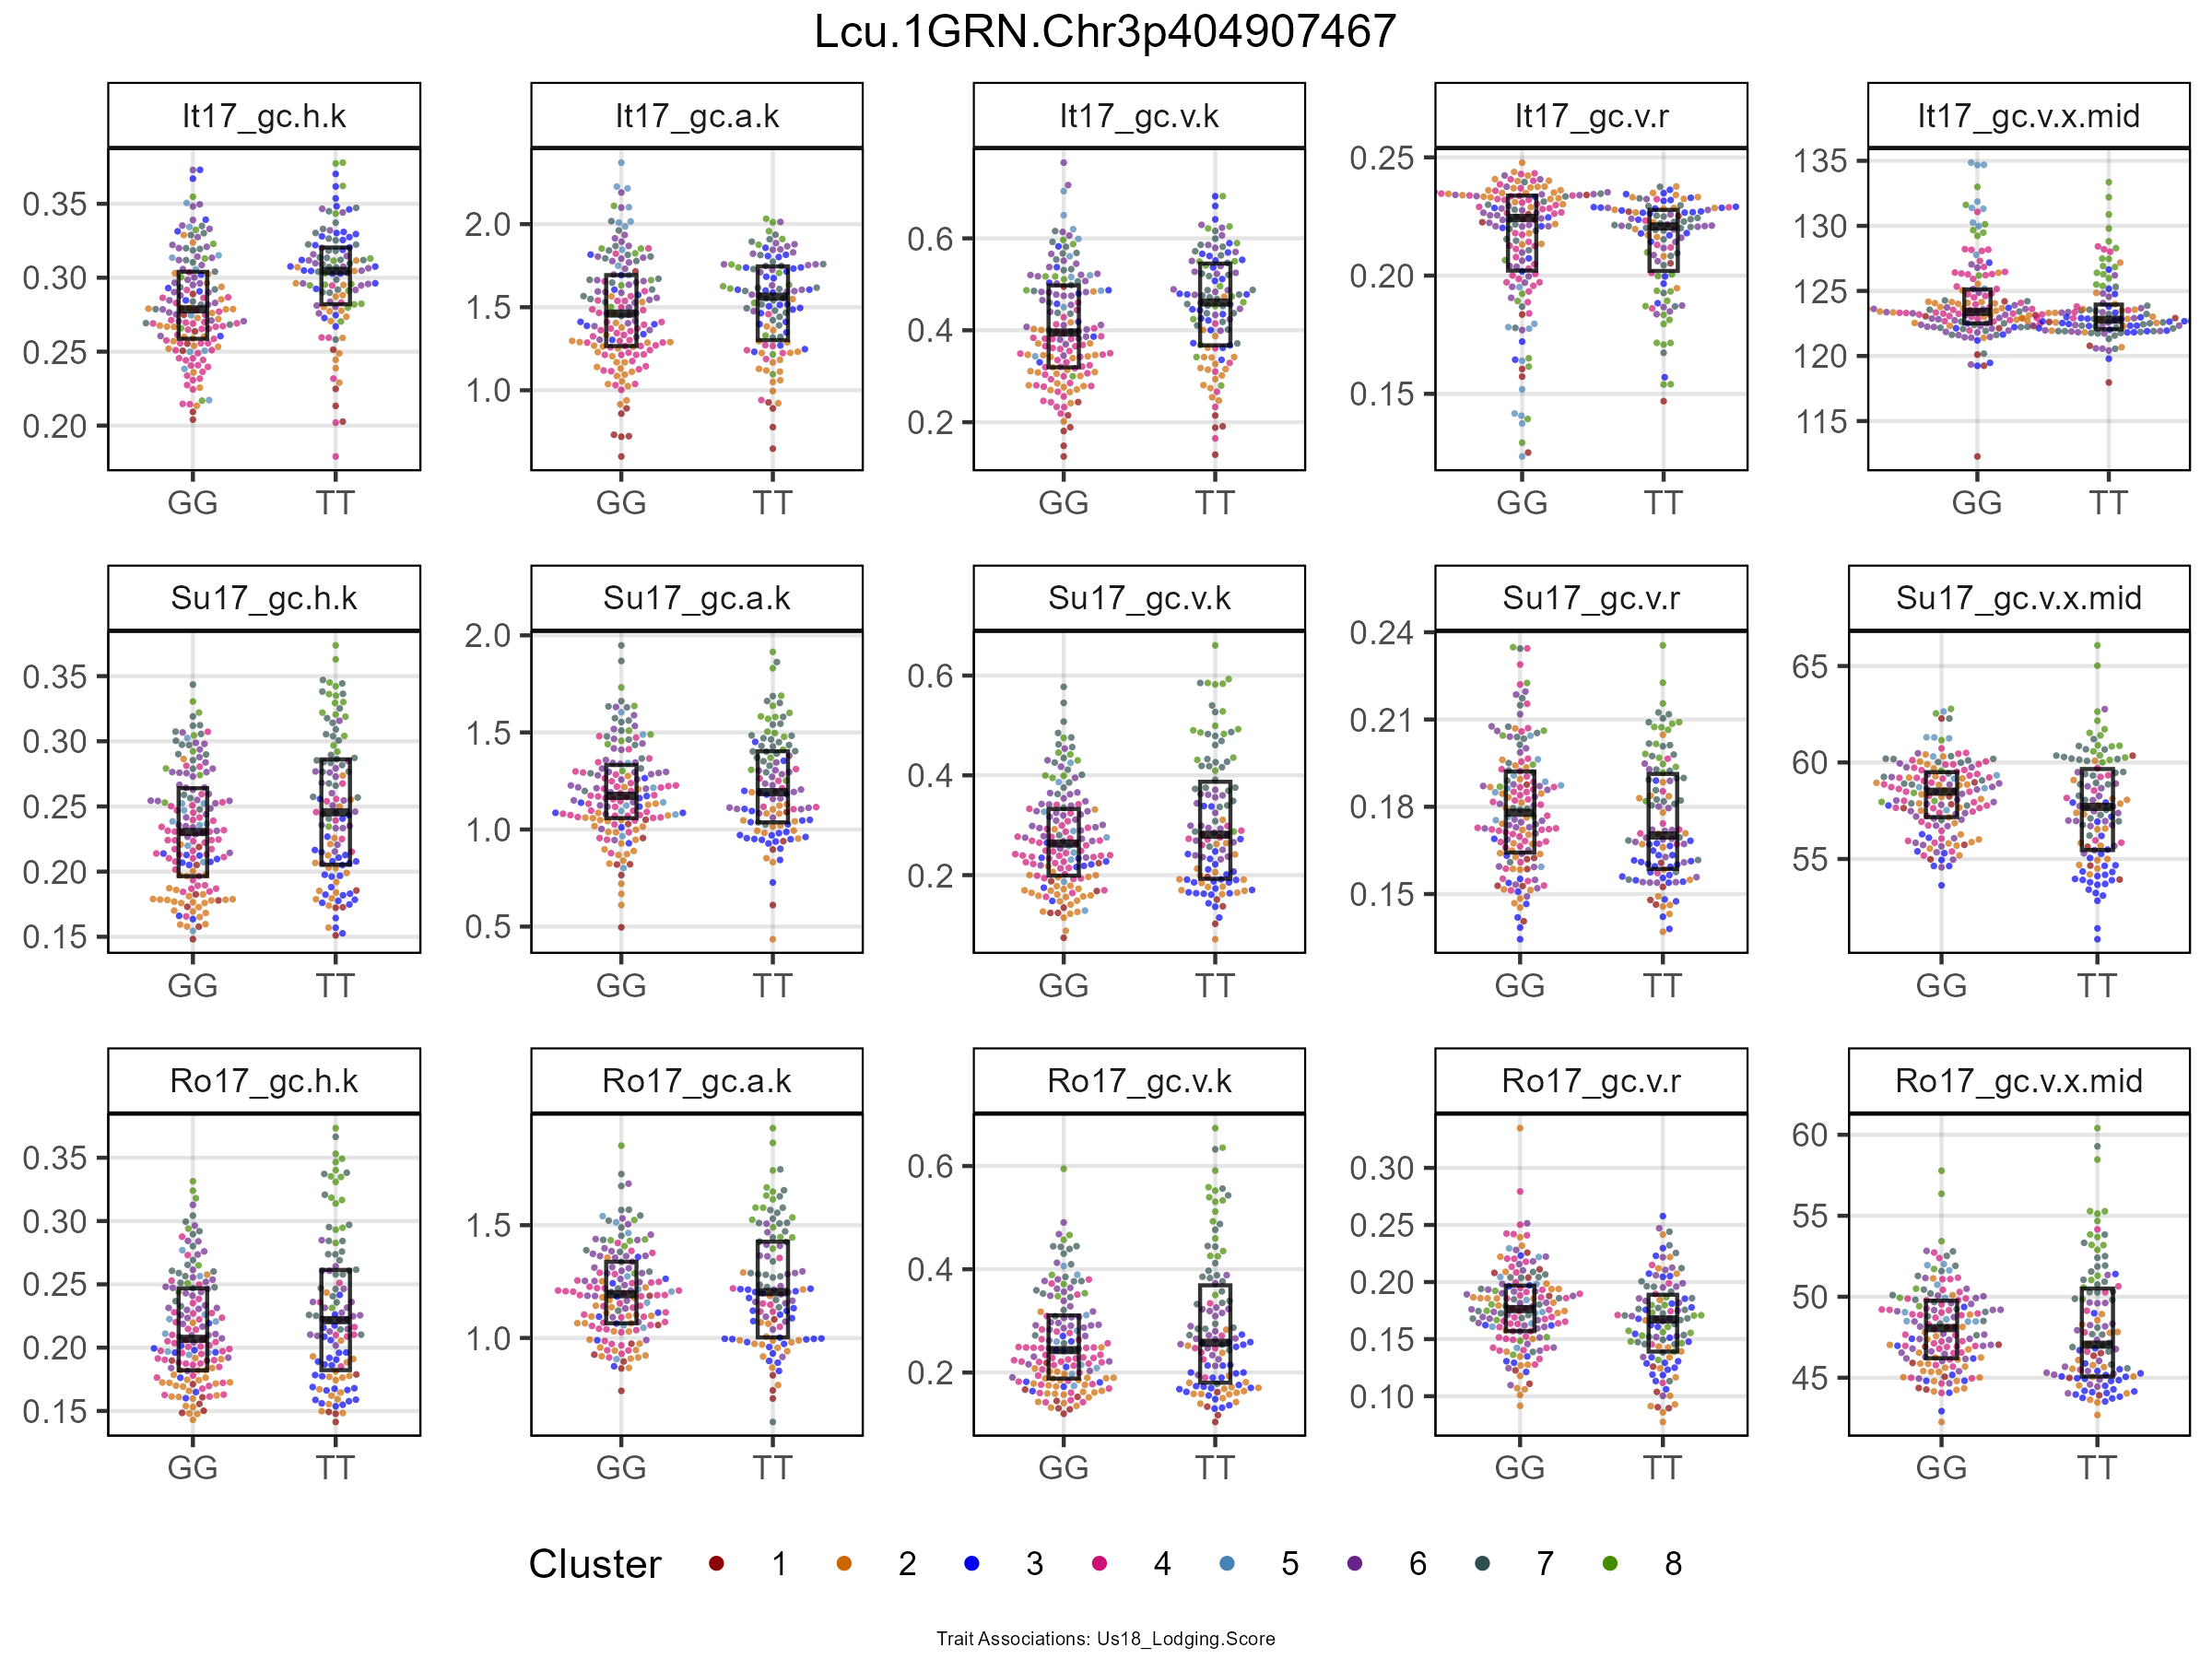 Lcu.1GRN.Chr3p404907467
It17_gc.h.k It17_gc.a.k It17_gc.v.k It17_gc.v.r It17_gc.v.x.mid
0.35 0.30 0.25 0.20
2.0 1.5 1.0
0.6 0.4 0.2
0.25 0.20 0.15
135 130 125 120 115
GG TT GG TT GG TT GG TT GG TT
Su17_gc.h.k Su17_gc.a.k Su17_gc.v.k Su17_gc.v.r Su17_gc.v.x.mid
0.35 0.30 0.25 0.20 0.15
2.0 1.5 1.0 0.5
0.6 0.4 0.2
0.24 0.21 0.18 0.15
65 60 55
GG TT GG TT GG TT GG TT GG TT
Ro17_gc.h.k Ro17_gc.a.k Ro17_gc.v.k Ro17_gc.v.r Ro17_gc.v.x.mid
0.35 0.30 0.25 0.20 0.15
1.5 1.0
0.6 0.4 0.2
0.30 0.25 0.20 0.15 0.10
60 55 50 45
GG TT GG TT GG TT GG TT GG TT
Cluster 1 2 3 4 5 6 7 8
Trait Associations: Us18_Lodging.Score